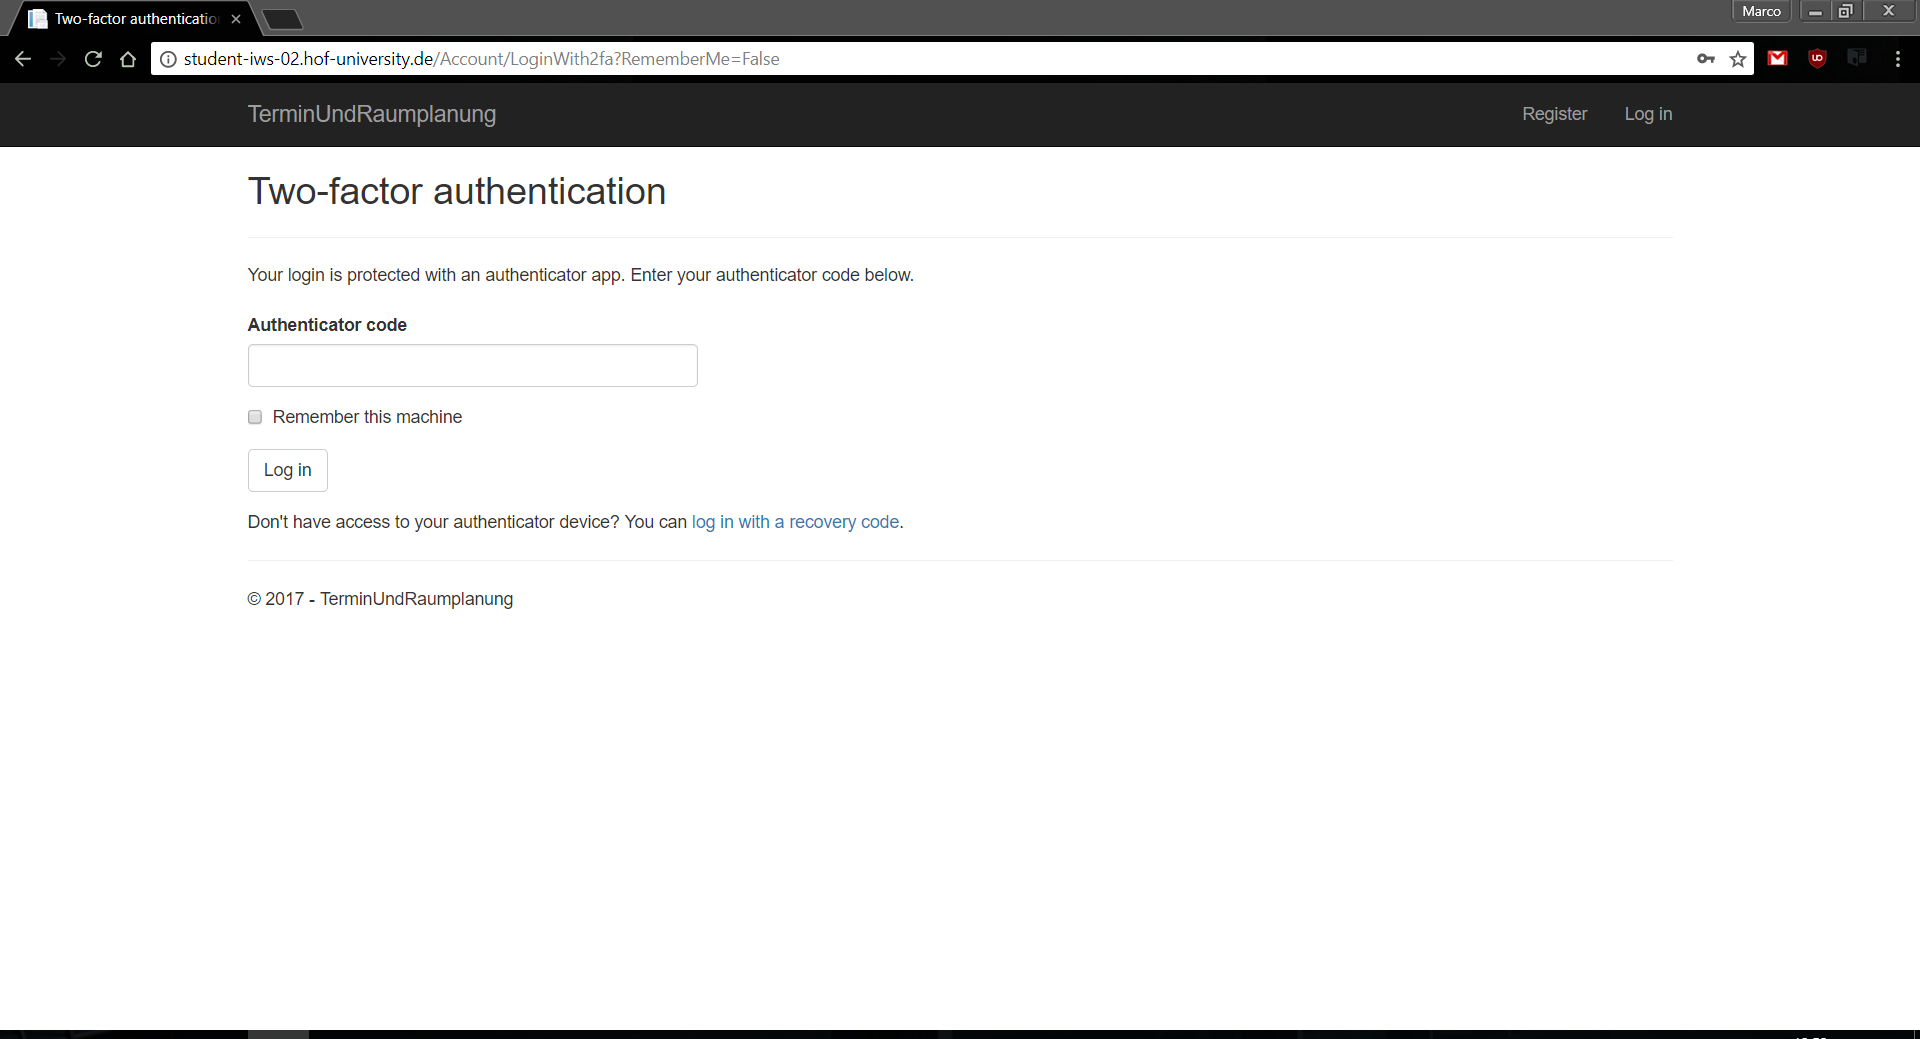 Two-factor authenticatio
Marco
student-iws-02.hof-university.de/Account/LoginWith2fa?RememberMe=False
TerminUndRaumplanung
Register
Log in
Two-factor authentication
Your login is protected with an authenticator app. Enter your authenticator code below.
Authenticator code
Remember this machine
Log in
Don't have access to your authenticator device? You can log in with a recovery code.
© 2017 - TerminUndRaumplanung